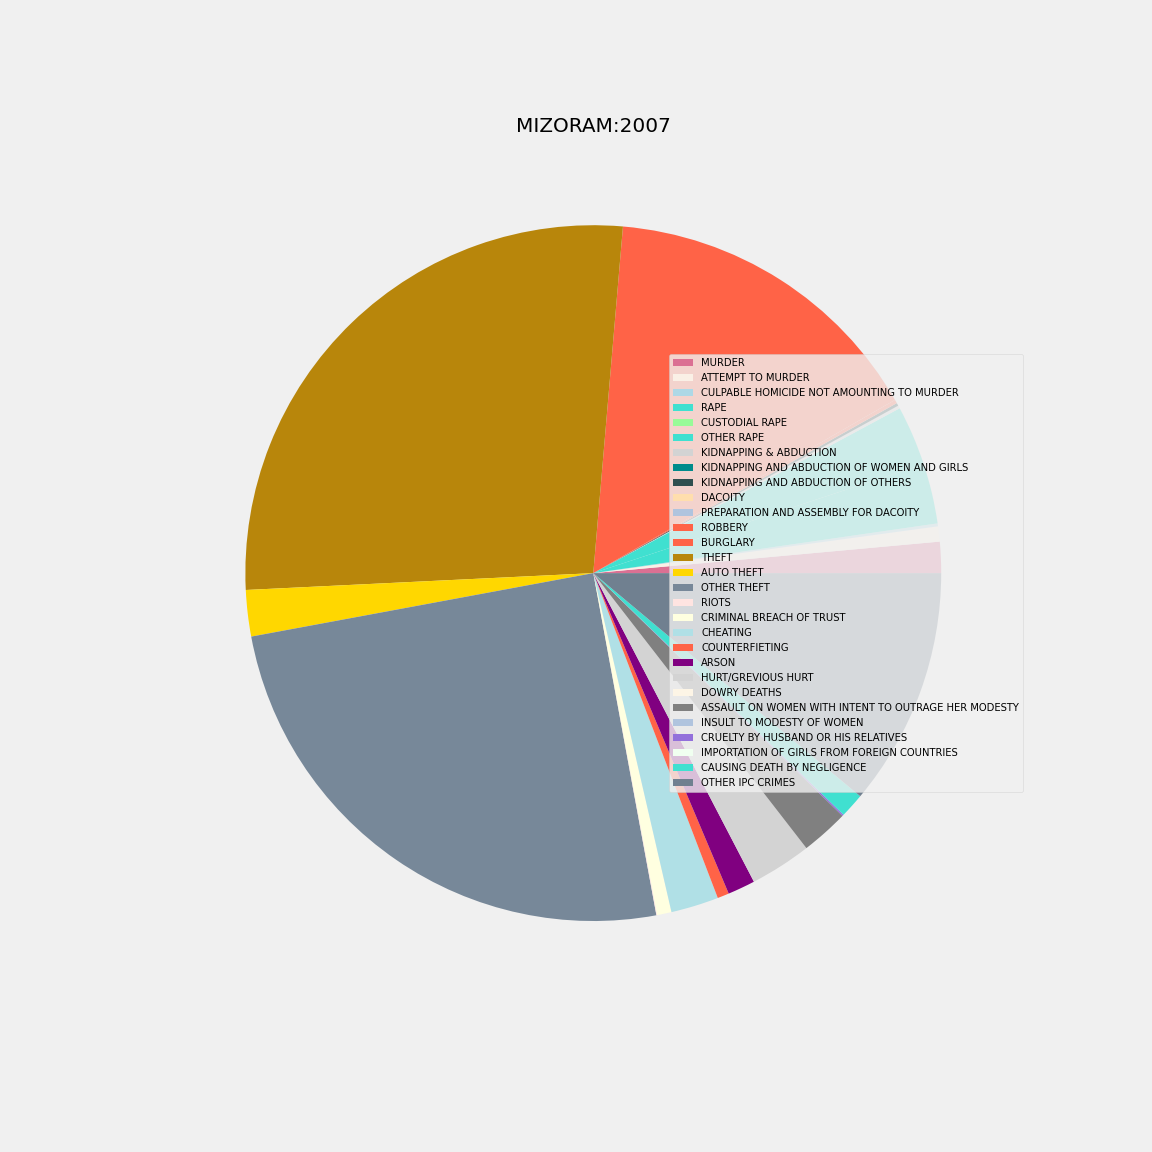 MIZORAM:2007
MURDER
ATTEMPT TO MURDER
CULPABLE HOMICIDE NOT AMOUNTING TO MURDER
RAPE
CUSTODIAL RAPE
OTHER RAPE
KIDNAPPING & ABDUCTION
KIDNAPPING AND ABDUCTION OF WOMEN AND GIRLS
KIDNAPPING AND ABDUCTION OF OTHERS
DACOITY
PREPARATION AND ASSEMBLY FOR DACOITY
ROBBERY
BURGLARY
THEFT
AUTO THEFT
OTHER THEFT
RIOTS
CRIMINAL BREACH OF TRUST
CHEATING
COUNTERFIETING
ARSON
HURT/GREVIOUS HURT
DOWRY DEATHS
ASSAULT ON WOMEN WITH INTENT TO OUTRAGE HER MODESTY
INSULT TO MODESTY OF WOMEN
CRUELTY BY HUSBAND OR HIS RELATIVES
IMPORTATION OF GIRLS FROM FOREIGN COUNTRIES
CAUSING DEATH BY NEGLIGENCE
OTHER IPC CRIMES